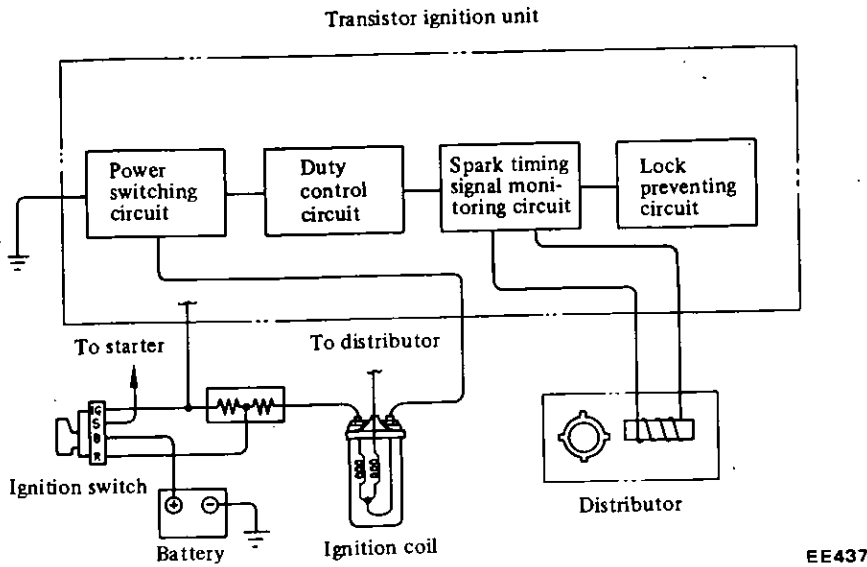 Transistor ignition unit
Power
switching
circuit
Duty
control
circuit
Spark timing
signal moni-
toring circuit
Lock
preventing
circuit
To starter
To distributor
IG
S
B
R
Ignition switch
Battery
Ignition coil
Distributor
EE437